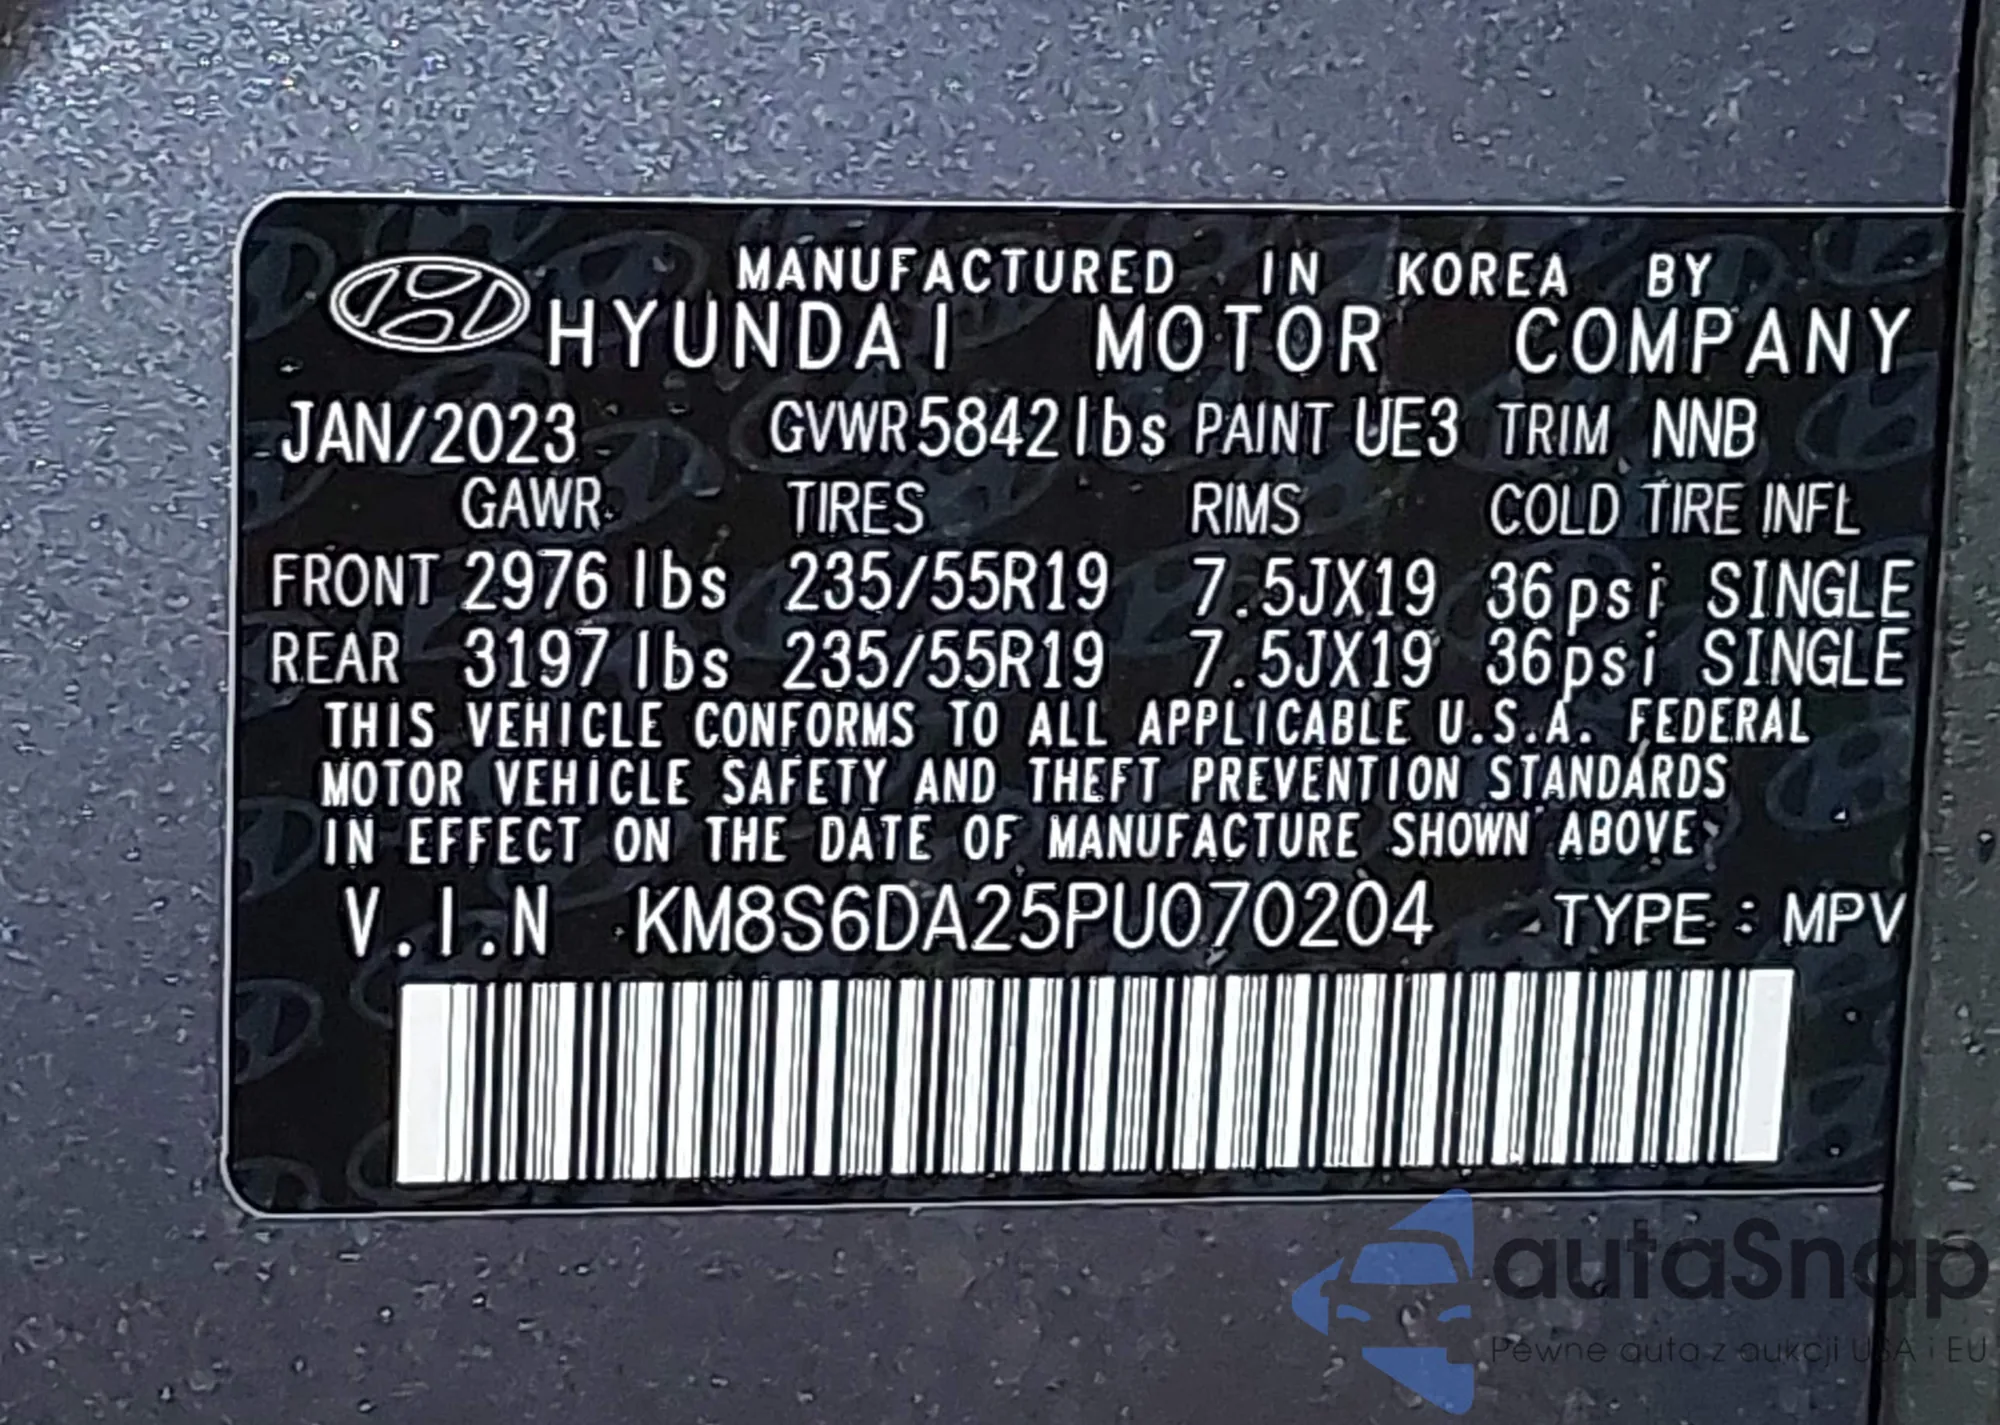 MANUFACTURED IN KOREA BY
HYUNDAI MOTOR COMPANY
JAN/2023 GVWR 5842 lbs PAINT UE3 TRIM NNB
GAWR TIRES RIMS COLD TIRE INFL
FRONT 2976 lbs 235/55R19 7.5JX19 36psi SINGLE
REAR 3197 lbs 235/55R19 7.5JX19 36psi SINGLE
THIS VEHICLE CONFORMS TO ALL APPLICABLE U.S.A. FEDERAL
MOTOR VEHICLE SAFETY AND THEFT PREVENTION STANDARDS
IN EFFECT ON THE DATE OF MANUFACTURE SHOWN ABOVE
V.I.N KM8S6DA25PU070204 TYPE : MPV
autaSnap
Pewne auta z aukcji USA i EU